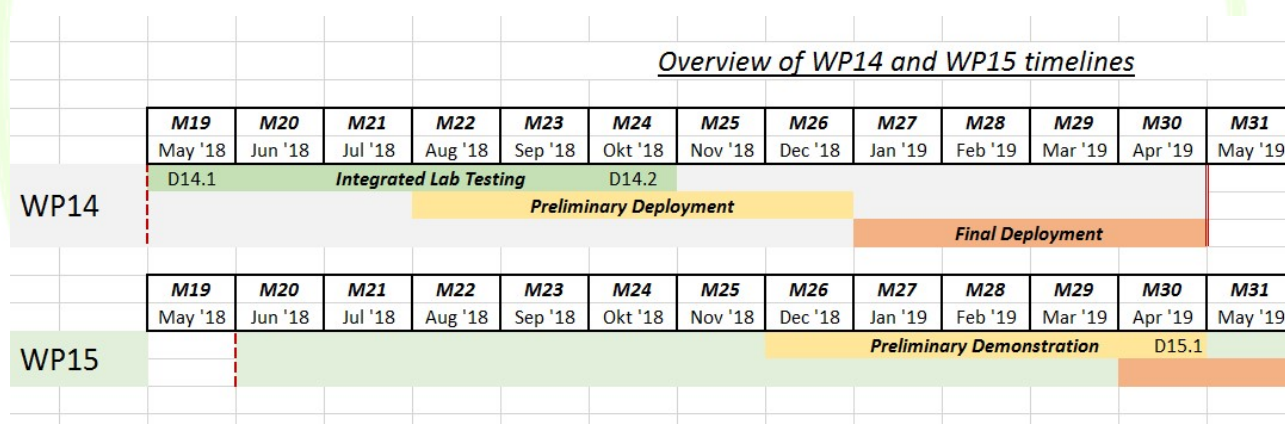 Overview of WP14 and WP15 timelines
M19 M20 M21 M22 M23 M24 M25 M26 M27 M28 M29 M30 M31
May '18 Jun '18 Jul '18 Aug '18 Sep '18 Okt '18 Nov '18 Dec '18 Jan '19 Feb '19 Mar '19 Apr '19 May '19
D14.1 Integrated Lab Testing D14.2
WP14 Preliminary Deployment
Final Deployment
M19 M20 M21 M22 M23 M24 M25 M26 M27 M28 M29 M30 M31
May '18 Jun '18 Jul '18 Aug '18 Sep '18 Okt '18 Nov '18 Dec '18 Jan '19 Feb '19 Mar '19 Apr '19 May '19
WP15 Preliminary Demonstration D15.1